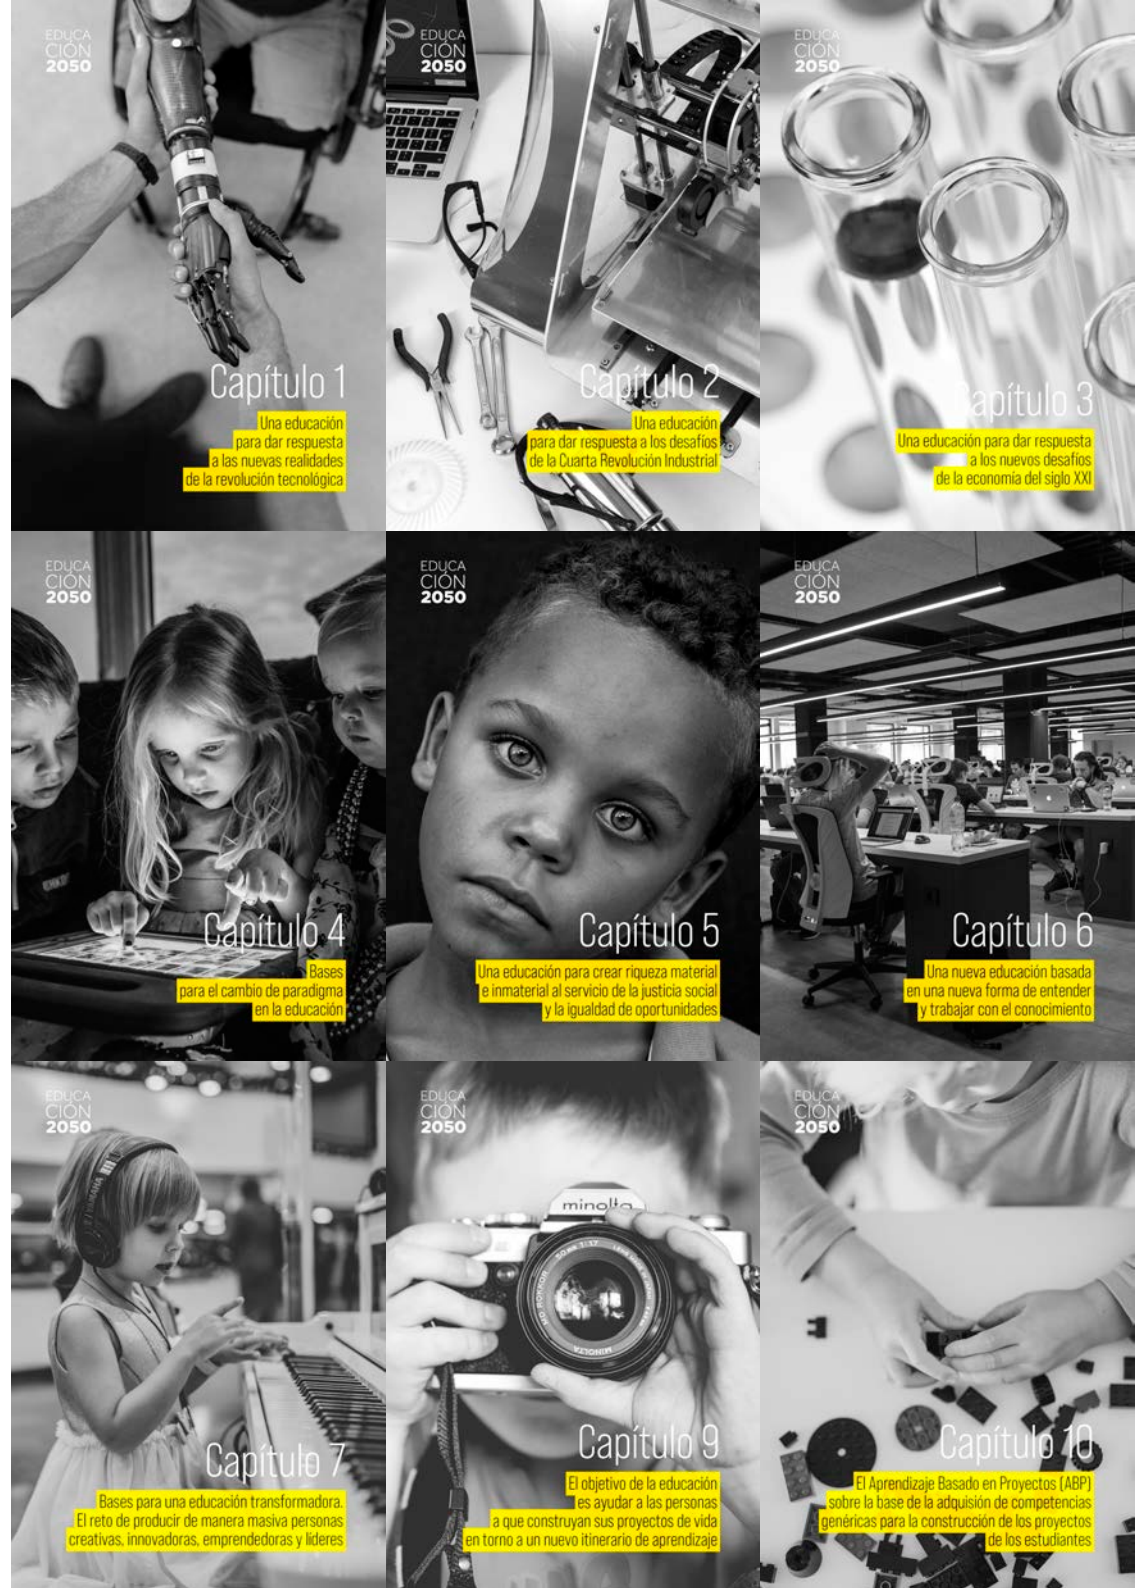 EDUCA
CIÓN
2050
Capítulo 1
Una educación
para dar respuesta
a las nuevas realidades
de la revolución tecnológica
EDUCA
CIÓN
2050
Capítulo 2
Una educación
para dar respuesta a los desafíos
de la Cuarta Revolución Industrial
EDUCA
CIÓN
2050
Capítulo 3
Una educación para dar respuesta
a los nuevos desafíos
de la economía del siglo XXI
EDUCA
CIÓN
2050
Capítulo 4
Bases
para el cambio de paradigma
en la educación
EDUCA
CIÓN
2050
Capítulo 5
Una educación para crear riqueza material
e inmaterial al servicio de la justicia social
y la igualdad de oportunidades
EDUCA
CIÓN
2050
Capítulo 6
Una nueva educación basada
en una nueva forma de entender
y trabajar con el conocimiento
EDUCA
CIÓN
2050
YAMAHA
Capítulo 7
Bases para una educación transformadora.
El reto de producir de manera masiva personas
creativas, innovadoras, emprendedoras y líderes
EDUCA
CIÓN
2050
minolta
MD ROKKOR 50mm 1:1.7
MINOLTA
Capítulo 9
El objetivo de la educación
es ayudar a las personas
a que construyan sus proyectos de vida
en torno a un nuevo itinerario de aprendizaje
EDUCA
CIÓN
2050
Capítulo 10
El Aprendizaje Basado en Proyectos (ABP)
sobre la base de la adquisión de competencias
genéricas para la construcción de los proyectos
de los estudiantes